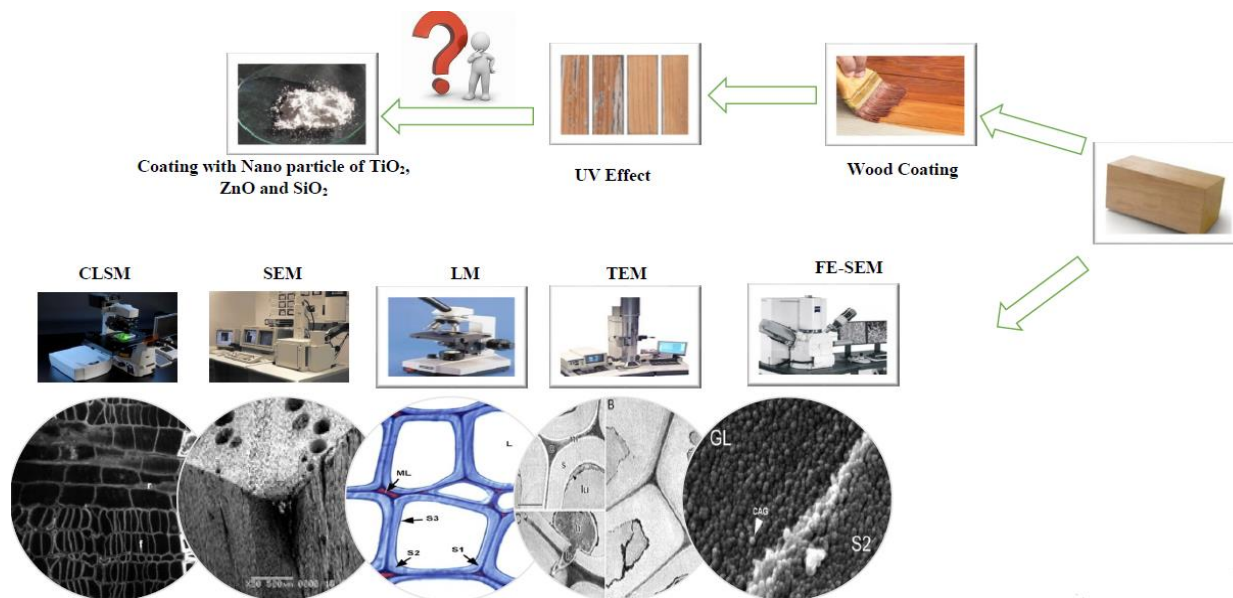 Coating with Nano particle of TiO₂,
ZnO and SiO₂
UV Effect
Wood Coating
CLSM
SEM
LM
TEM
FE-SEM
r
f
L
ML
S3
S2
S1
B
m
s
lu
GL
CAG
S2